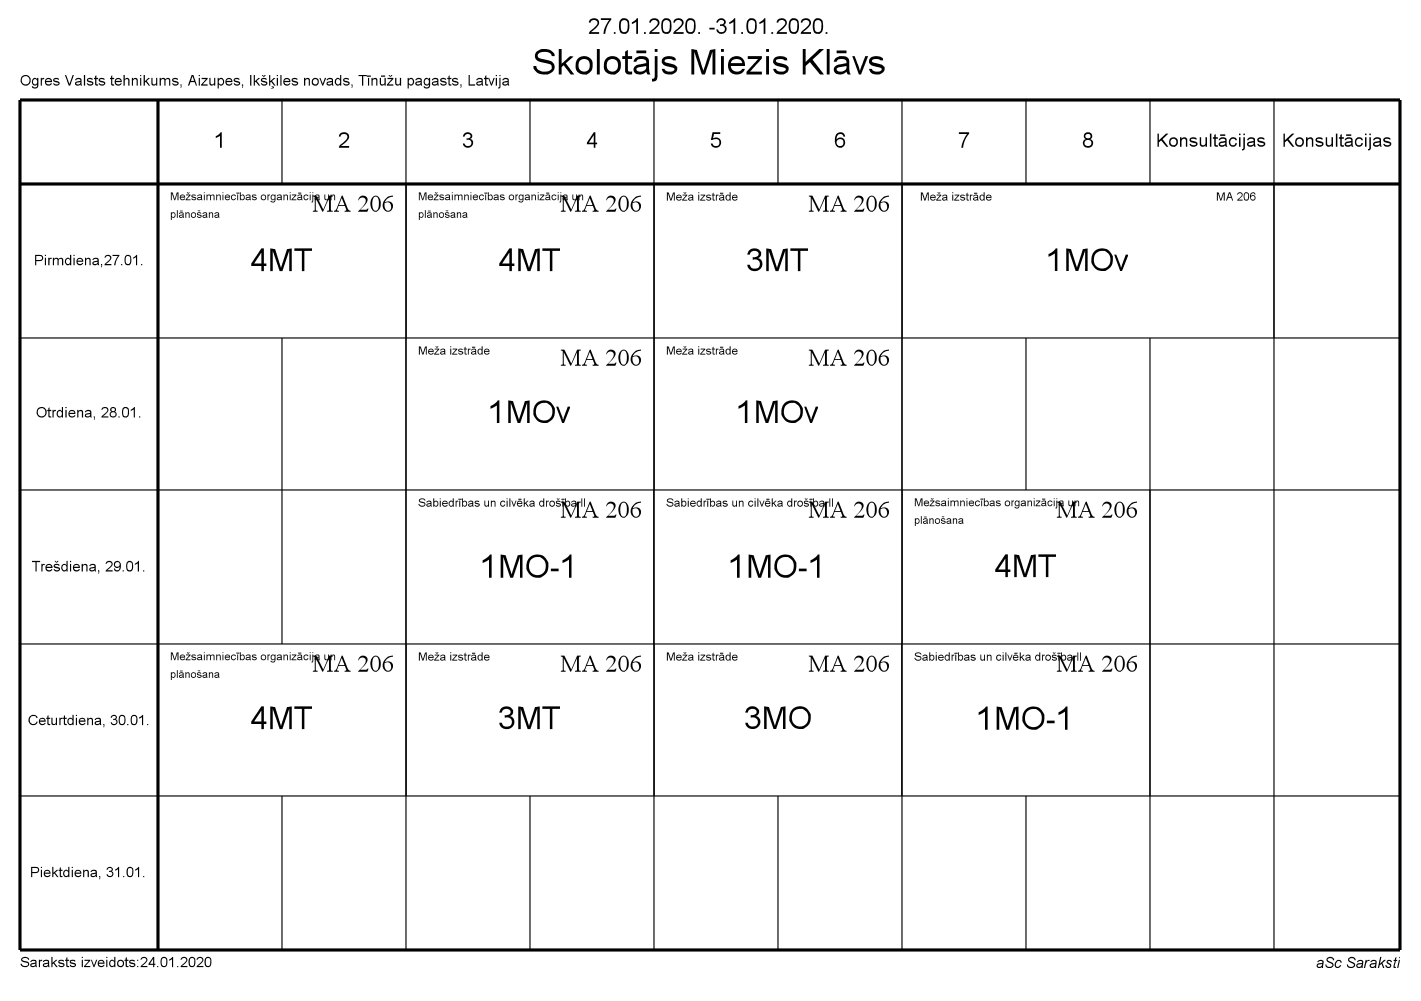 27.01.2020. -31.01.2020.
Skolotājs Miezis Klāvs
Ogres Valsts tehnikums, Aizupes, Ikšķiles novads, Tīnūžu pagasts, Latvija
1 2 3 4 5 6 7 8 Konsultācijas Konsultācijas
Pirmdiena,27.01.
Mežsaimniecības organizācija un
plānošana
MA 206
4MT
Mežsaimniecības organizācija un
plānošana
MA 206
4MT
Meža izstrāde
MA 206
3MT
Meža izstrāde
MA 206
1MOv
Otrdiena, 28.01.
Meža izstrāde
MA 206
1MOv
Meža izstrāde
MA 206
1MOv
Trešdiena, 29.01.
Sabiedrības un cilvēka drošība II
MA 206
1MO-1
Sabiedrības un cilvēka drošība II
MA 206
1MO-1
Mežsaimniecības organizācija un
plānošana
MA 206
4MT
Ceturtdiena, 30.01.
Mežsaimniecības organizācija un
plānošana
MA 206
4MT
Meža izstrāde
MA 206
3MT
Meža izstrāde
MA 206
3MO
Sabiedrības un cilvēka drošība II
MA 206
1MO-1
Piektdiena, 31.01.
Saraksts izveidots:24.01.2020
aSc Saraksti